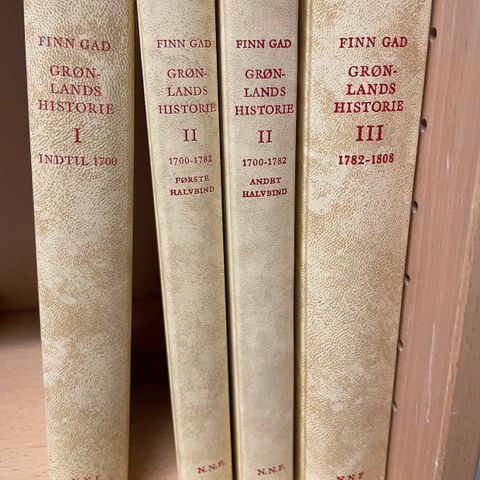 FINN GAD
GRØN-
LANDS
HISTORIE
I
INDTIL 1700
FINN GAD
GRØN-
LANDS
HISTORIE
II
1700-1782
FØRSTE
HALVBIND
N.N.F.
FINN GAD
GRØN-
LANDS
HISTORIE
II
1700-1782
ANDET
HALVBIND
N.N.F.
FINN GAD
GRØN-
LANDS
HISTORIE
III
1782-1808
N.N.F.